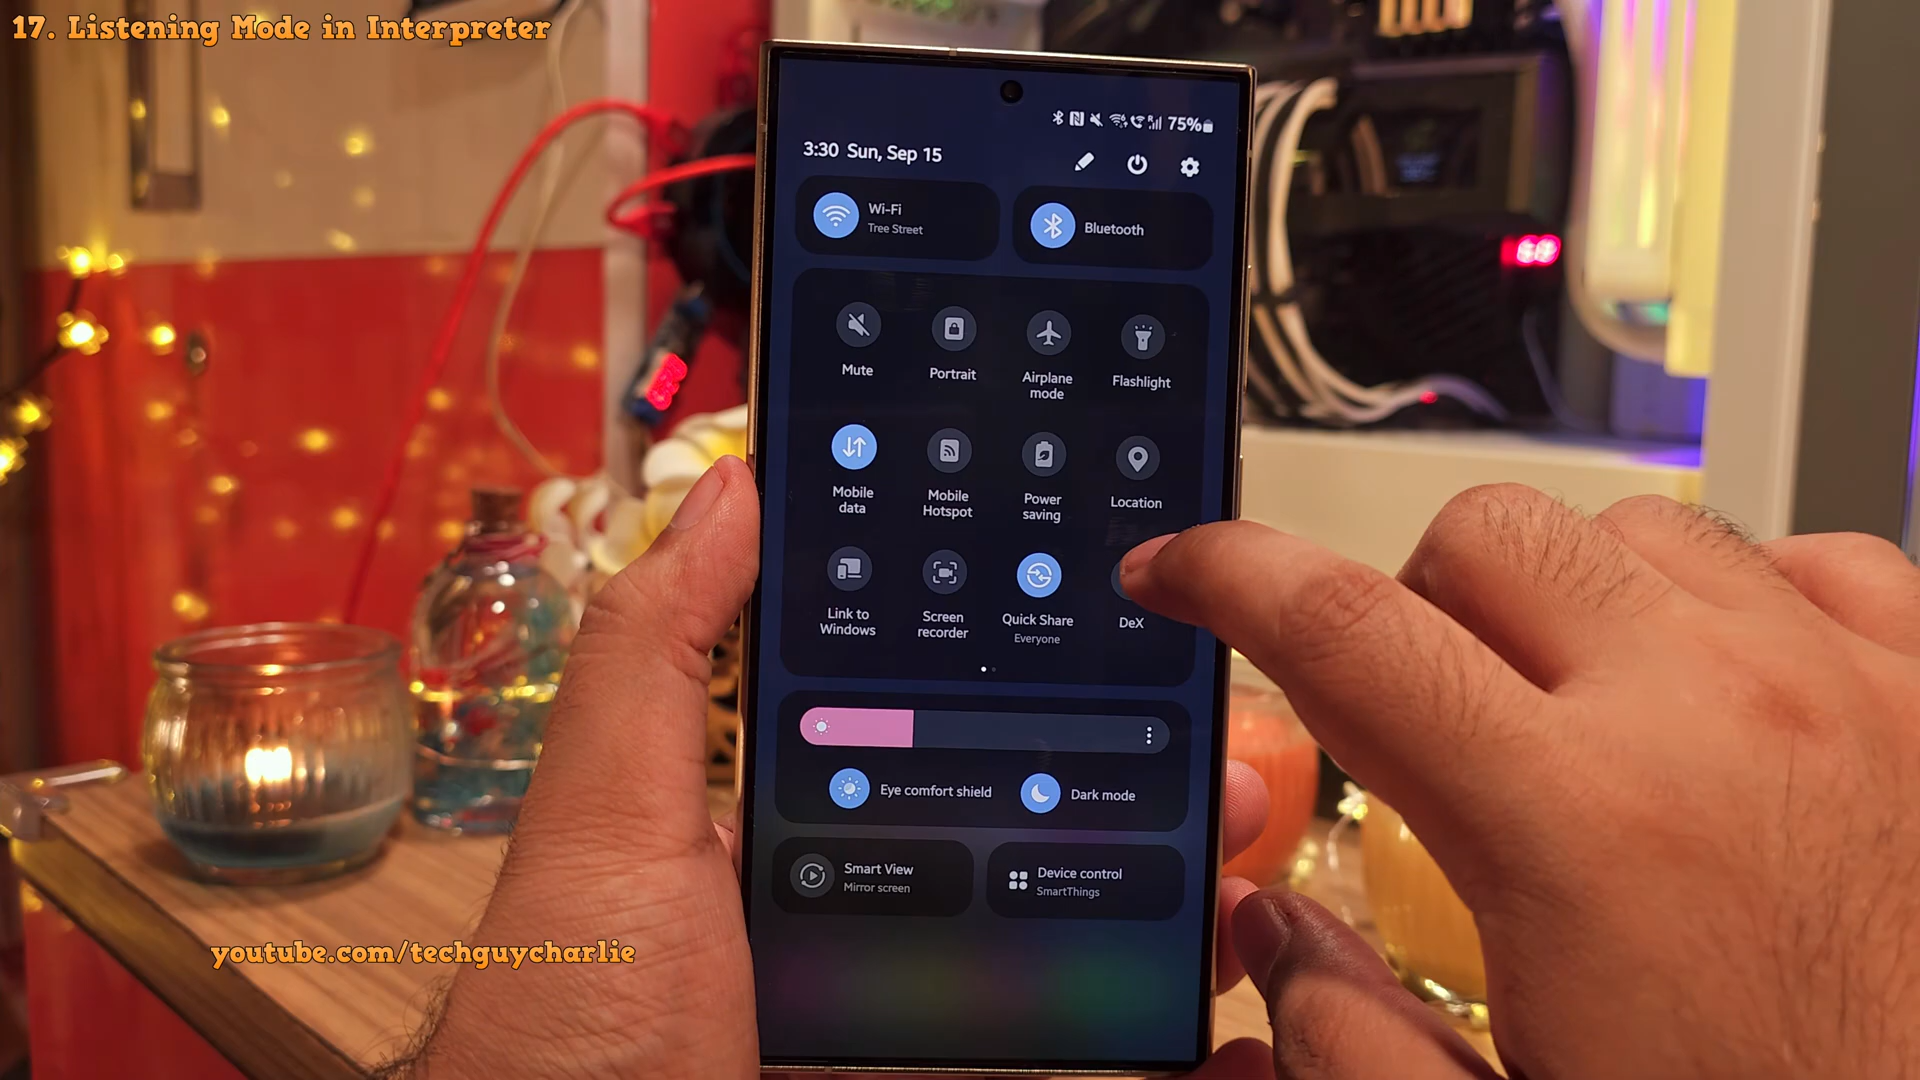 17. Listening Mode in Interpreter
75%
3:30 Sun, Sep 15
Wi-Fi
Tree Street
Bluetooth
Mute
Portrait
Airplane
mode
Flashlight
Mobile
data
Mobile
Hotspot
Power
saving
Location
Link to
Windows
Screen
recorder
Quick Share
Everyone
DeX
Eye comfort shield
Dark mode
Smart View
Mirror screen
Device control
SmartThings
youtube.com/techguycharlie